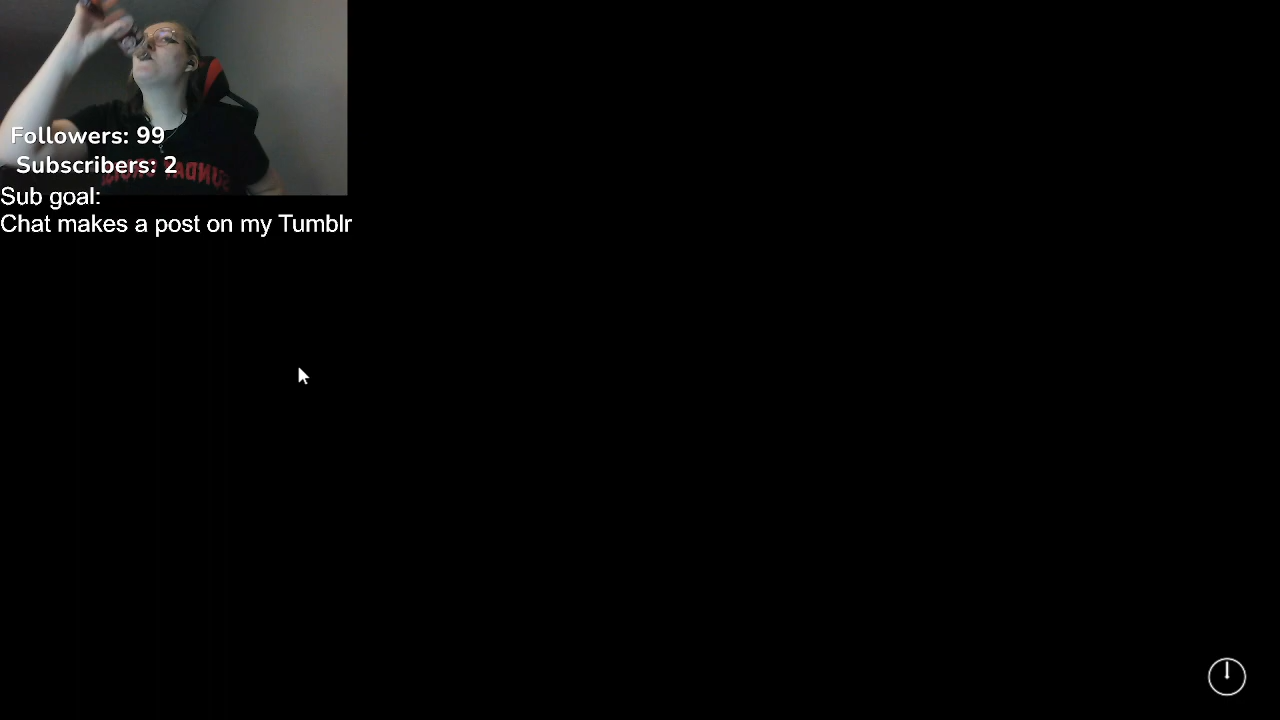 Followers: 99
Subscribers: 2
Sub goal:
Chat makes a post on my Tumblr